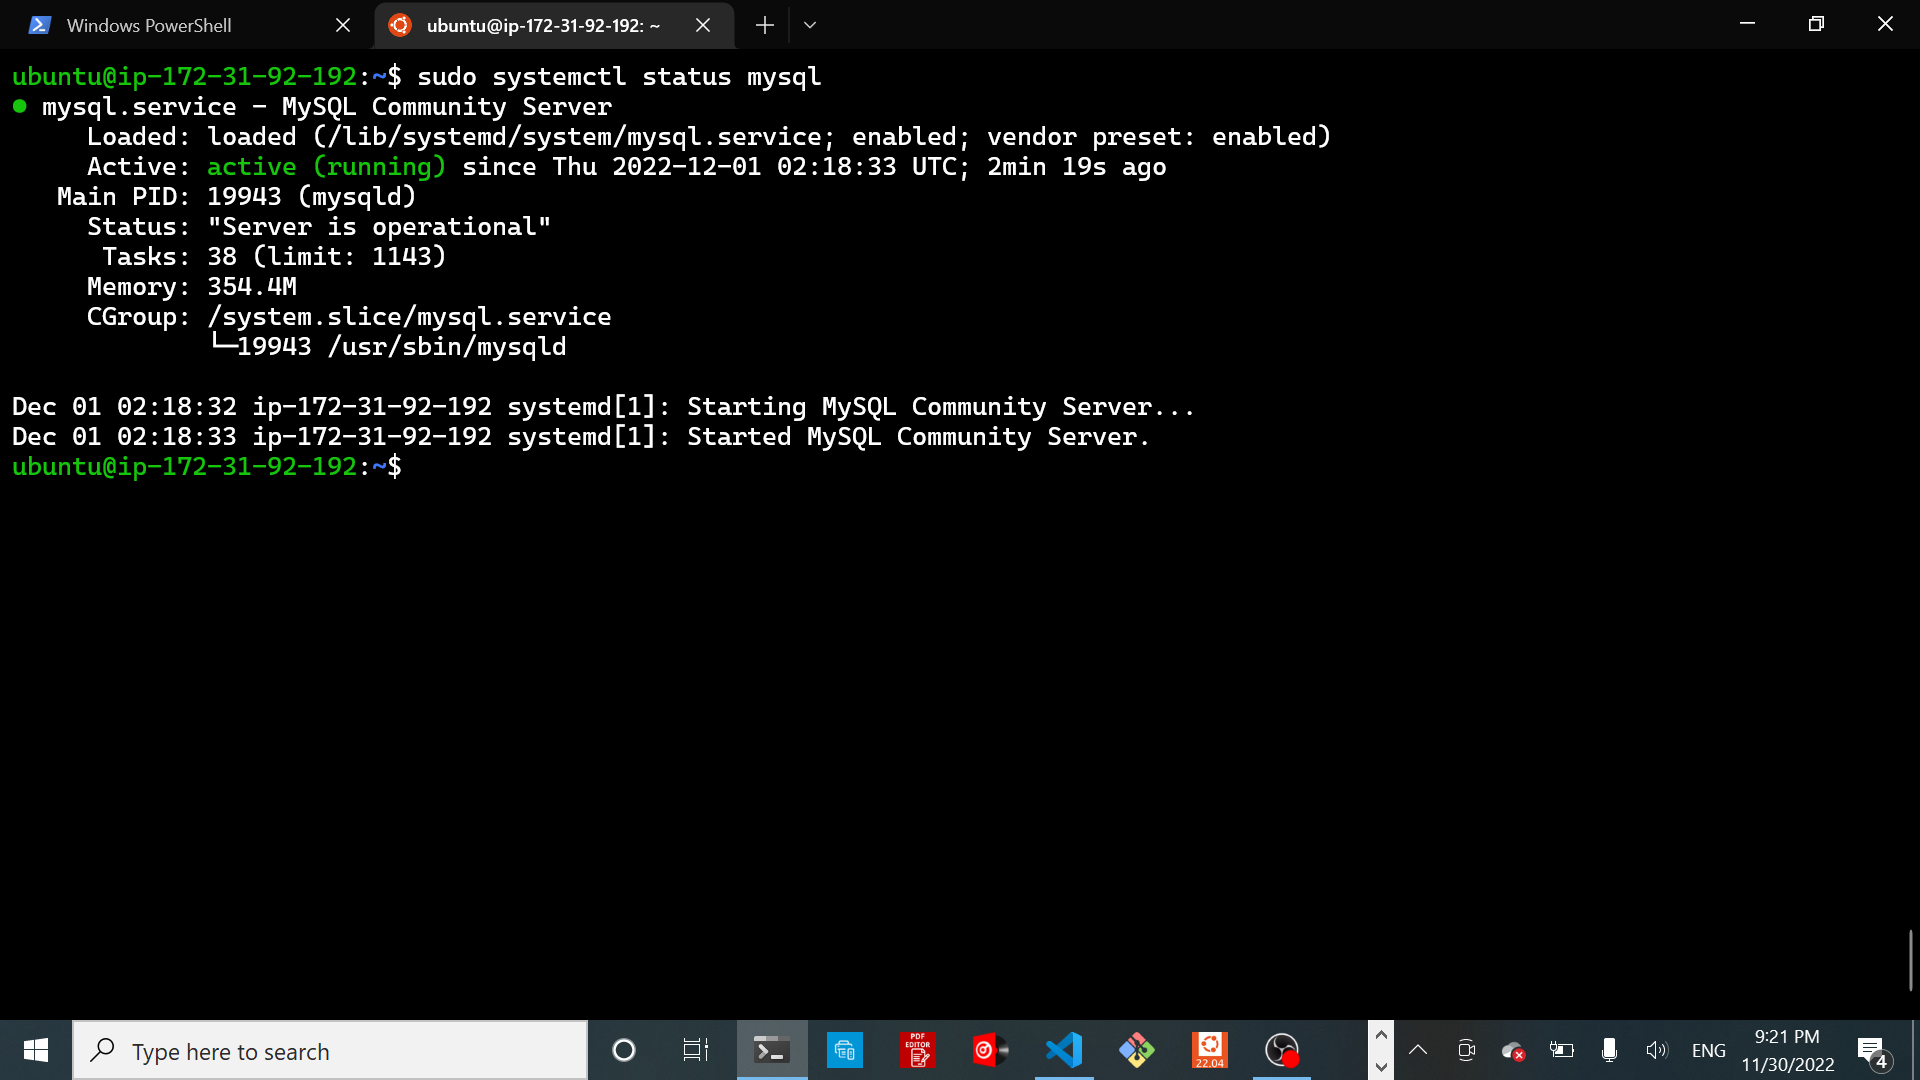 Windows PowerShell
ubuntu@ip-172-31-92-192: ~
ubuntu@ip-172-31-92-192:~$ sudo systemctl status mysql
● mysql.service - MySQL Community Server
     Loaded: loaded (/lib/systemd/system/mysql.service; enabled; vendor preset: enabled)
     Active: active (running) since Thu 2022-12-01 02:18:33 UTC; 2min 19s ago
   Main PID: 19943 (mysqld)
     Status: "Server is operational"
      Tasks: 38 (limit: 1143)
     Memory: 354.4M
     CGroup: /system.slice/mysql.service
             └─19943 /usr/sbin/mysqld
Dec 01 02:18:32 ip-172-31-92-192 systemd[1]: Starting MySQL Community Server...
Dec 01 02:18:33 ip-172-31-92-192 systemd[1]: Started MySQL Community Server.
ubuntu@ip-172-31-92-192:~$
Type here to search
PDF
EDITOR
22.04
ENG
9:21 PM
11/30/2022
4